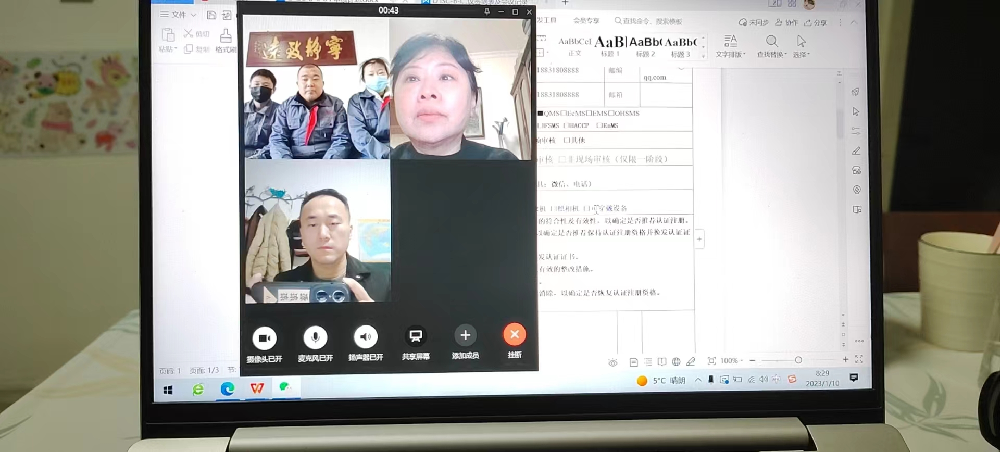 00:43
文件
剪切
粘贴
复制
格式刷
会员专享
查找命令、搜索模板
未同步
协作
分享
AaBbCcI
AaB
AaBb(
AaBbC
正文
标题 1
标题 2
标题 3
文字排版
查找替换
选择
寧静致遠
18831808888
邮编
qq.com
18831808888
邮箱
■QMS□EcMS□EMS□OHSMS
□FSMS □HACCP □EnMS
审核 □其他
审核 □非现场审核（仅限一阶段）
具：微信、电话）
机 □照相机 □可穿戴设备
的符合性及有效性，以确定是否推荐认证注册。
以确定是否推荐保持认证注册资格并换发认证证
发认证证书。
有效的整改措施。
消除，以确定是否恢复认证注册资格。
摄像头已开
麦克风已开
扬声器已开
共享屏幕
添加成员
挂断
页码: 1
页面: 1/3
节:
100%
5°C 晴朗
中
8:29
2023/1/10